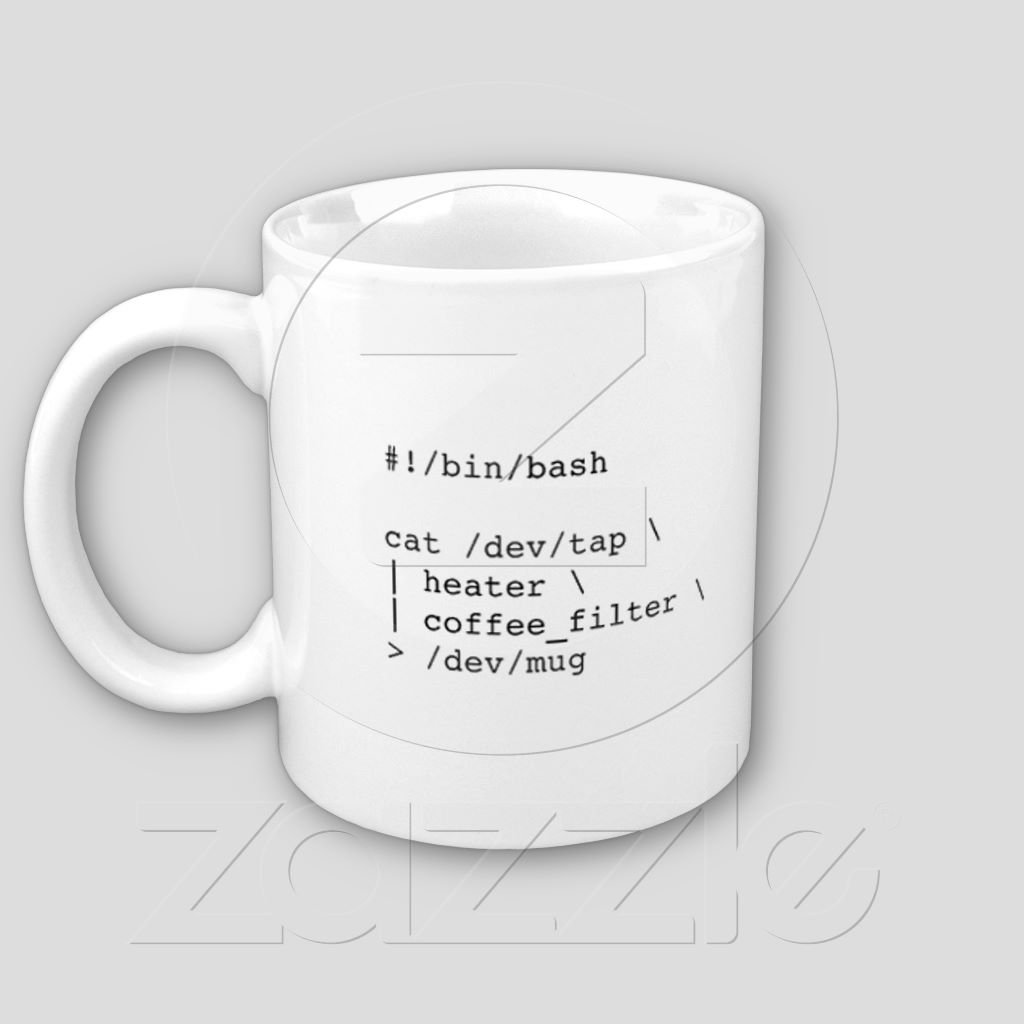 #!/bin/bash
cat /dev/tap \
| heater \
| coffee_filter \
> /dev/mug
zazzle®